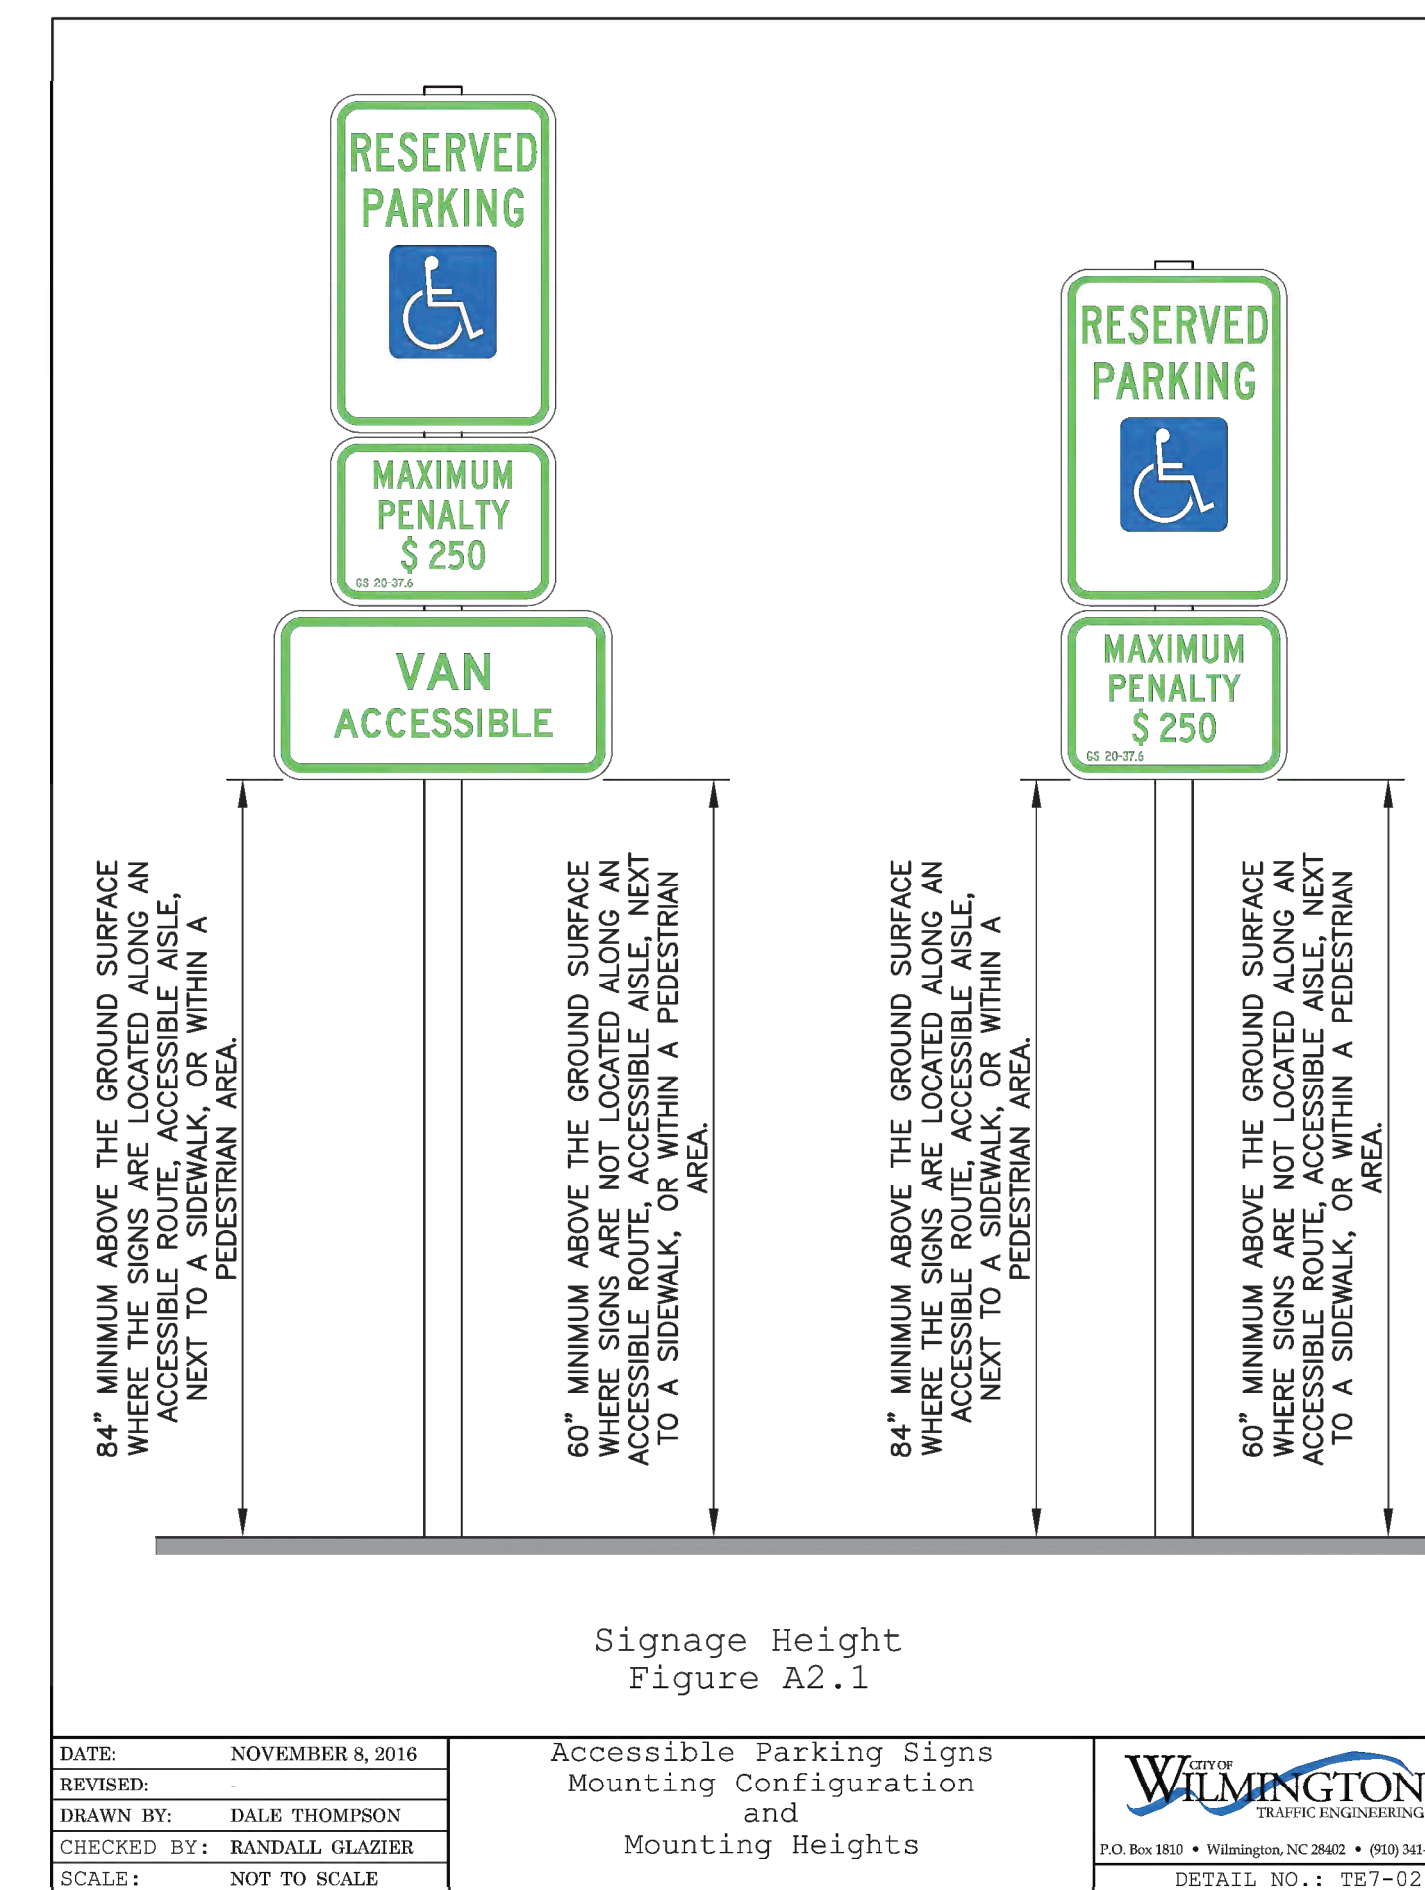 RESERVED
PARKING
MAXIMUM
PENALTY
$ 250
GS 20-37.6
VAN
ACCESSIBLE
RESERVED
PARKING
MAXIMUM
PENALTY
$ 250
GS 20-37.6
84" MINIMUM ABOVE THE GROUND SURFACE
WHERE THE SIGNS ARE LOCATED ALONG AN
ACCESSIBLE ROUTE, ACCESSIBLE AISLE,
NEXT TO A SIDEWALK, OR WITHIN A
PEDESTRIAN AREA.
60" MINIMUM ABOVE THE GROUND SURFACE
WHERE SIGNS ARE NOT LOCATED ALONG AN
ACCESSIBLE ROUTE, ACCESSIBLE AISLE, NEXT
TO A SIDEWALK, OR WITHIN A PEDESTRIAN
AREA.
84" MINIMUM ABOVE THE GROUND SURFACE
WHERE THE SIGNS ARE LOCATED ALONG AN
ACCESSIBLE ROUTE, ACCESSIBLE AISLE,
NEXT TO A SIDEWALK, OR WITHIN A
PEDESTRIAN AREA.
60" MINIMUM ABOVE THE GROUND SURFACE
WHERE SIGNS ARE NOT LOCATED ALONG AN
ACCESSIBLE ROUTE, ACCESSIBLE AISLE, NEXT
TO A SIDEWALK, OR WITHIN A PEDESTRIAN
AREA.
Signage Height
Figure A2.1
DATE: NOVEMBER 8, 2016
REVISED: -
DRAWN BY: DALE THOMPSON
CHECKED BY: RANDALL GLAZIER
SCALE: NOT TO SCALE
Accessible Parking Signs
Mounting Configuration
and
Mounting Heights
CITY OF
WILMINGTON
TRAFFIC ENGINEERING
P.O. Box 1810 • Wilmington, NC 28402 • (910) 341-
DETAIL NO.: TE7-02